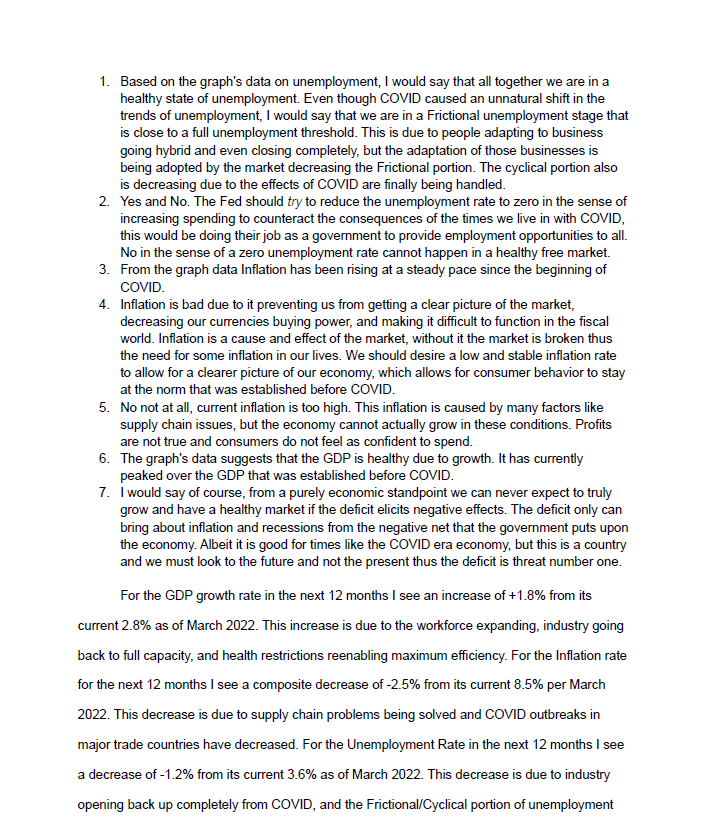 1. Based on the graph's data on unemployment, I would say that all together we are in a
healthy state of unemployment. Even though COVID caused an unnatural shift in the
trends of unemployment, I would say that we are in a Frictional unemployment stage that
is close to a full unemployment threshold. This is due to people adapting to business
going hybrid and even closing completely, but the adaptation of those businesses is
being adopted by the market decreasing the Frictional portion. The cyclical portion also
is decreasing due to the effects of COVID are finally being handled.
2. Yes and No. The Fed should try to reduce the unemployment rate to zero in the sense of
increasing spending to counteract the consequences of the times we live in with COVID,
this would be doing their job as a government to provide employment opportunities to all.
No in the sense of a zero unemployment rate cannot happen in a healthy free market.
3. From the graph data Inflation has been rising at a steady pace since the beginning of
COVID.
4. Inflation is bad due to it preventing us from getting a clear picture of the market,
decreasing our currencies buying power, and making it difficult to function in the fiscal
world. Inflation is a cause and effect of the market, without it the market is broken thus
the need for some inflation in our lives. We should desire a low and stable inflation rate
to allow for a clearer picture of our economy, which allows for consumer behavior to stay
at the norm that was established before COVID.
5. No not at all, current inflation is too high. This inflation is caused by many factors like
supply chain issues, but the economy cannot actually grow in these conditions. Profits
are not true and consumers do not feel as confident to spend.
6. The graph's data suggests that the GDP is healthy due to growth. It has currently
peaked over the GDP that was established before COVID.
7. I would say of course, from a purely economic standpoint we can never expect to truly
grow and have a healthy market if the deficit elicits negative effects. The deficit only can
bring about inflation and recessions from the negative net that the government puts upon
the economy. Albeit it is good for times like the COVID era economy, but this is a country
and we must look to the future and not the present thus the deficit is threat number one.
For the GDP growth rate in the next 12 months I see an increase of +1.8% from its
current 2.8% as of March 2022. This increase is due to the workforce expanding, industry going
back to full capacity, and health restrictions reenabling maximum efficiency. For the Inflation rate
for the next 12 months I see a composite decrease of -2.5% from its current 8.5% per March
2022. This decrease is due to supply chain problems being solved and COVID outbreaks in
major trade countries have decreased. For the Unemployment Rate in the next 12 months I see
a decrease of -1.2% from its current 3.6% as of March 2022. This decrease is due to industry
opening back up completely from COVID, and the Frictional/Cyclical portion of unemployment